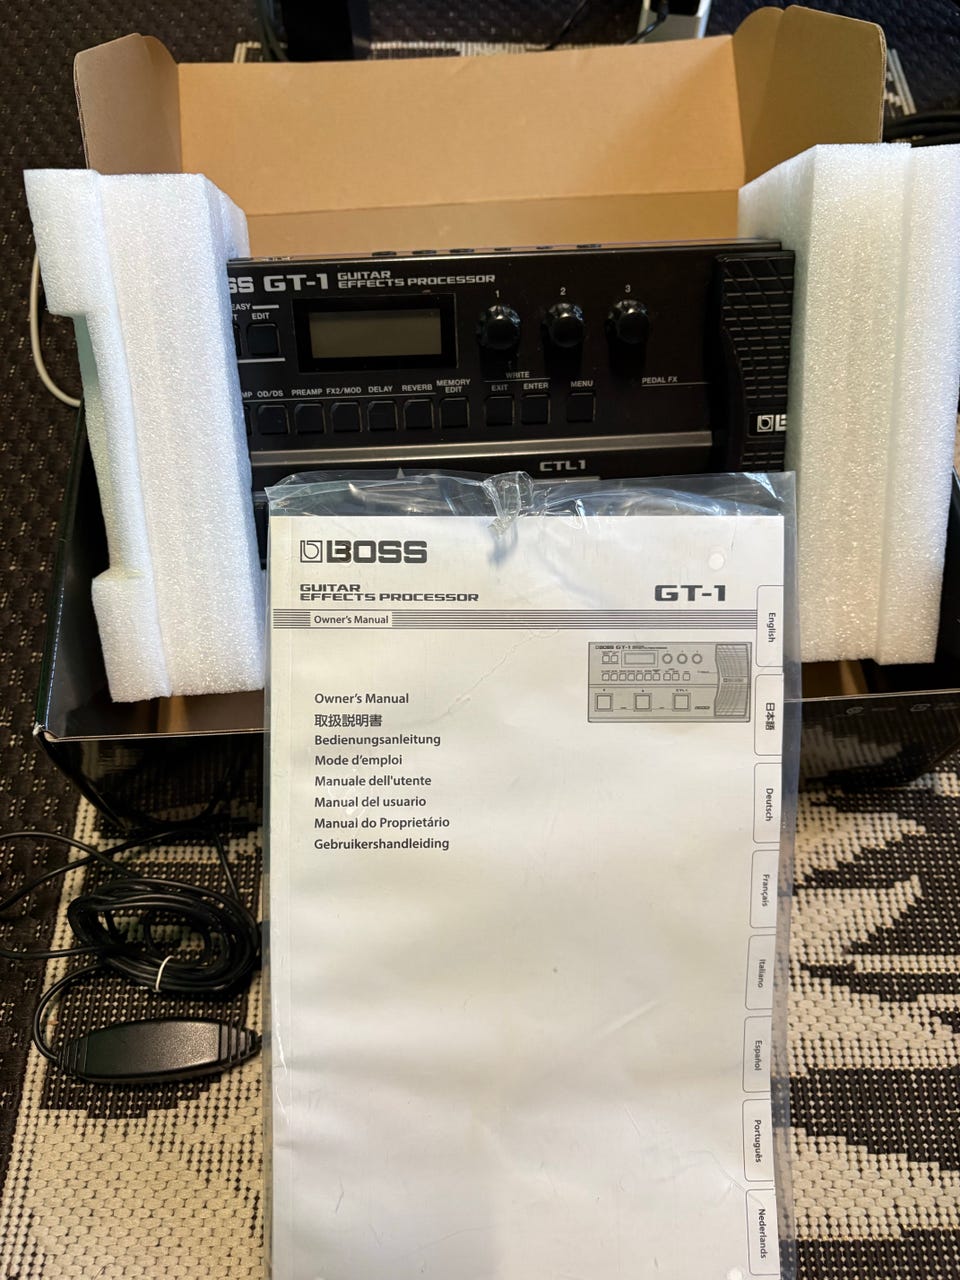 SS GT-1 GUITAR
EFFECTS PROCESSOR
EASY
EDIT
1 2 3
WRITE
MP OD/DS PREAMP FX2/MOD DELAY REVERB MEMORY
EDIT EXIT ENTER MENU PEDAL FX
CTL1
BOSS
GUITAR
EFFECTS PROCESSOR
GT-1
Owner's Manual
Owner's Manual
取扱説明書
Bedienungsanleitung
Mode d'emploi
Manuale dell'utente
Manual del usuario
Manual do Proprietário
Gebruikershandleiding
English
日本語
Deutsch
Français
Italiano
Español
Português
Nederlands